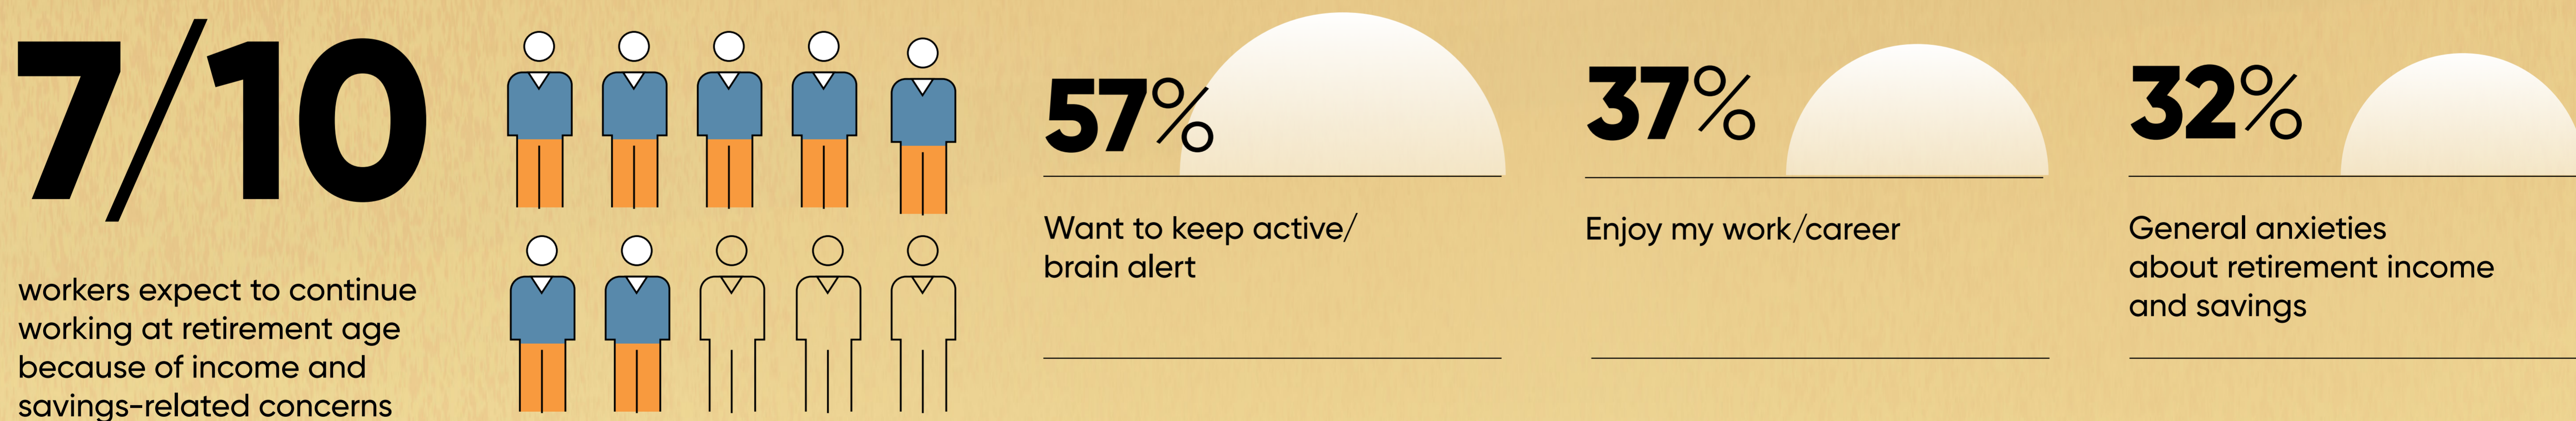 7/10
workers expect to continue
working at retirement age
because of income and
savings-related concerns
57%
Want to keep active/
brain alert
37%
Enjoy my work/career
32%
General anxieties
about retirement income
and savings